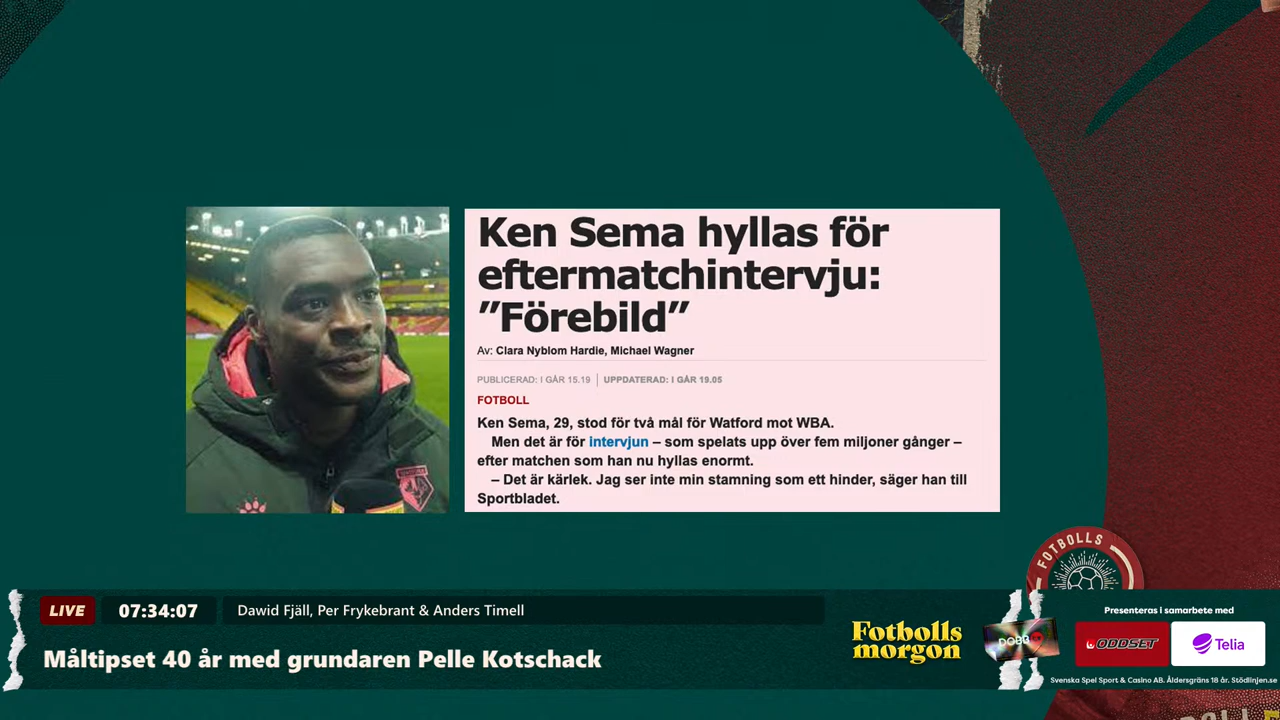 Ken Sema hyllas för
eftermatchintervju:
”Förebild”
Av: Clara Nyblom Hardie, Michael Wagner
PUBLICERAD: I GÅR 15.19 | UPPDATERAD: I GÅR 19.05
FOTBOLL
Ken Sema, 29, stod för två mål för Watford mot WBA.
Men det är för intervjun – som spelats upp över fem miljoner gånger –
efter matchen som han nu hyllas enormt.
– Det är kärlek. Jag ser inte min stamning som ett hinder, säger han till
Sportbladet.
FOTBOLLS
LIVE 07:34:07 Dawid Fjäll, Per Frykebrant & Anders Timell
Måltipset 40 år med grundaren Pelle Kotschack
Fotbolls
morgon
Presenteras i samarbete med
ODDSET
Telia
Svenska Spel Sport & Casino AB. Åldersgräns 18 år. Stödlinjen.se